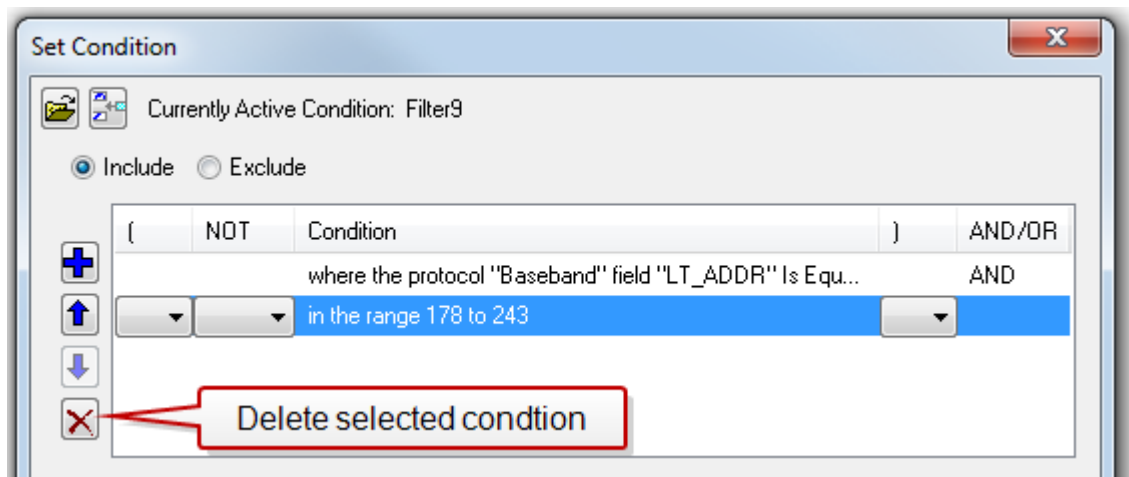 Set Condition
Currently Active Condition: Filter9
Include Exclude
( NOT Condition ) AND/OR
where the protocol "Baseband" field "LT_ADDR" Is Equ... AND
in the range 178 to 243
Delete selected condtion